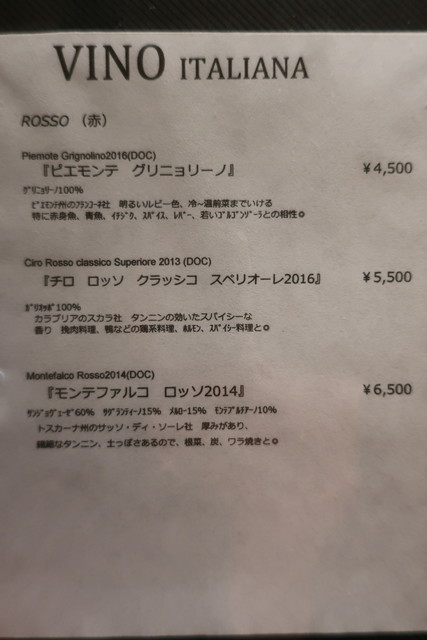 VINO ITALIANA
ROSSO （赤）
Piemote Grignolino2016(DOC)
『ピエモンテ　グリニョリーノ』 ￥4,500
ｸﾞﾘﾆｮﾘｰﾉ100%
ﾋﾟｴﾓﾝﾃ州のﾌﾗﾝｺｰﾈ社　明るいルビー色、冷～温前菜までいける
特に赤身魚、青魚、ｲﾁｼﾞｸ、ｽﾊﾟｲｽ、ﾚﾊﾞｰ、若いｺﾞﾙｺﾞﾝｿﾞｰﾗとの相性◎
Ciro Rosso classico Superiore 2013 (DOC)
『チロ　ロッソ　クラッシコ　スペリオーレ2016』 ￥5,500
ｶﾞﾘｵｯﾎﾟ100%
カラブリアのスカラ社　タンニンの効いたスパイシーな
香り　挽肉料理、鴨などの鶏系料理、ﾎﾙﾓﾝ、ｽﾊﾟｲｼｰ料理と◎
Montefalco Rosso2014(DOC)
『モンテファルコ　ロッソ2014』 ￥6,500
ｻﾝｼﾞｮｳﾞｪｰｾﾞ60%　ｻｸﾞﾗﾝﾃｨｰﾉ15%　ﾒﾙﾛｰ15%　ﾓﾝﾃﾌﾟﾙﾁｱｰﾉ10%
トスカーナ州のサッソ・ディ・ソーレ社　厚みがあり、
繊細なタンニン、土っぽさあるので、根菜、炭、ワラ焼きと◎